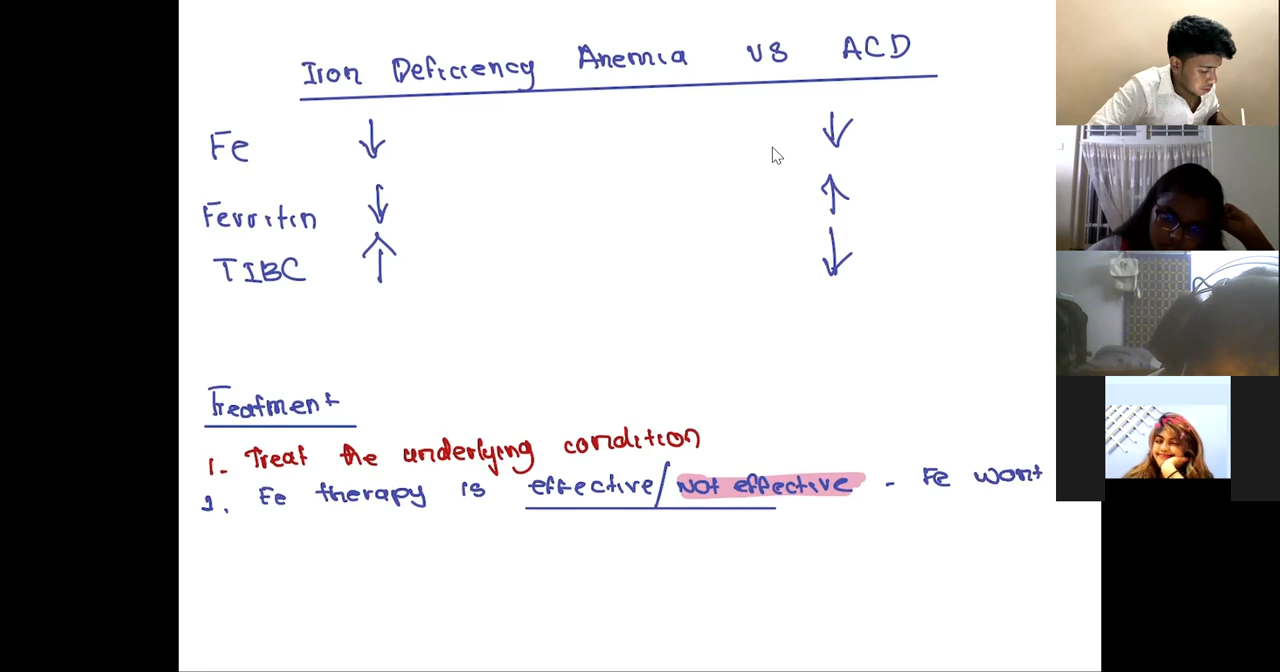 Iron Deficiency Anemia vs ACD
Fe ↓ ↓
Ferritin ↓ ↑
TIBC ↑ ↓
Treatment
1. Treat the underlying condition
2. Fe therapy is effective/not effective - Fe wont